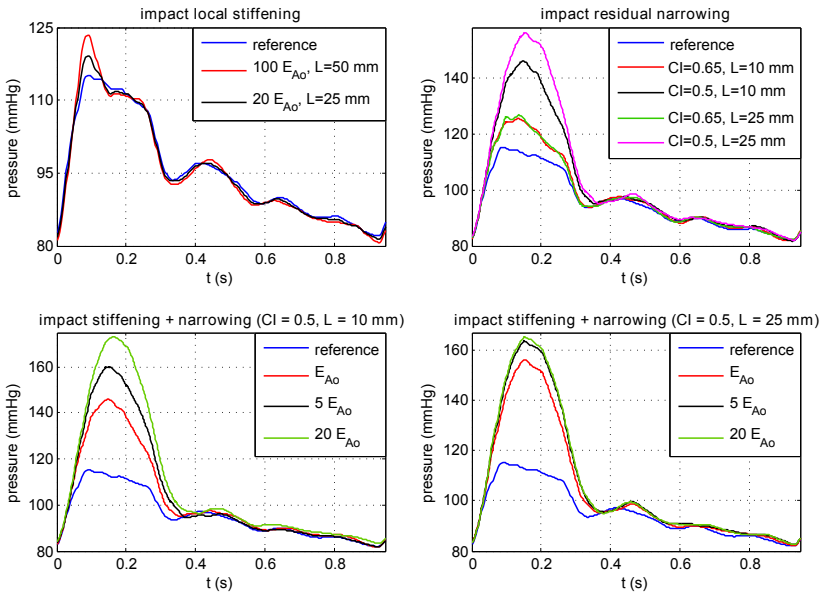 impact local stiffening
125
110
95
80
pressure (mmHg)
0 0.2 0.4 0.6 0.8
t (s)
reference
100 E_Ao, L=50 mm
20 E_Ao, L=25 mm
impact residual narrowing
140
120
100
80
pressure (mmHg)
0 0.2 0.4 0.6 0.8
t (s)
reference
CI=0.65, L=10 mm
CI=0.5, L=10 mm
CI=0.65, L=25 mm
CI=0.5, L=25 mm
impact stiffening + narrowing (CI = 0.5, L = 10 mm)
160
140
120
100
80
pressure (mmHg)
0 0.2 0.4 0.6 0.8
t (s)
reference
E_Ao
5 E_Ao
20 E_Ao
impact stiffening + narrowing (CI = 0.5, L = 25 mm)
160
140
120
100
80
pressure (mmHg)
0 0.2 0.4 0.6 0.8
t (s)
reference
E_Ao
5 E_Ao
20 E_Ao